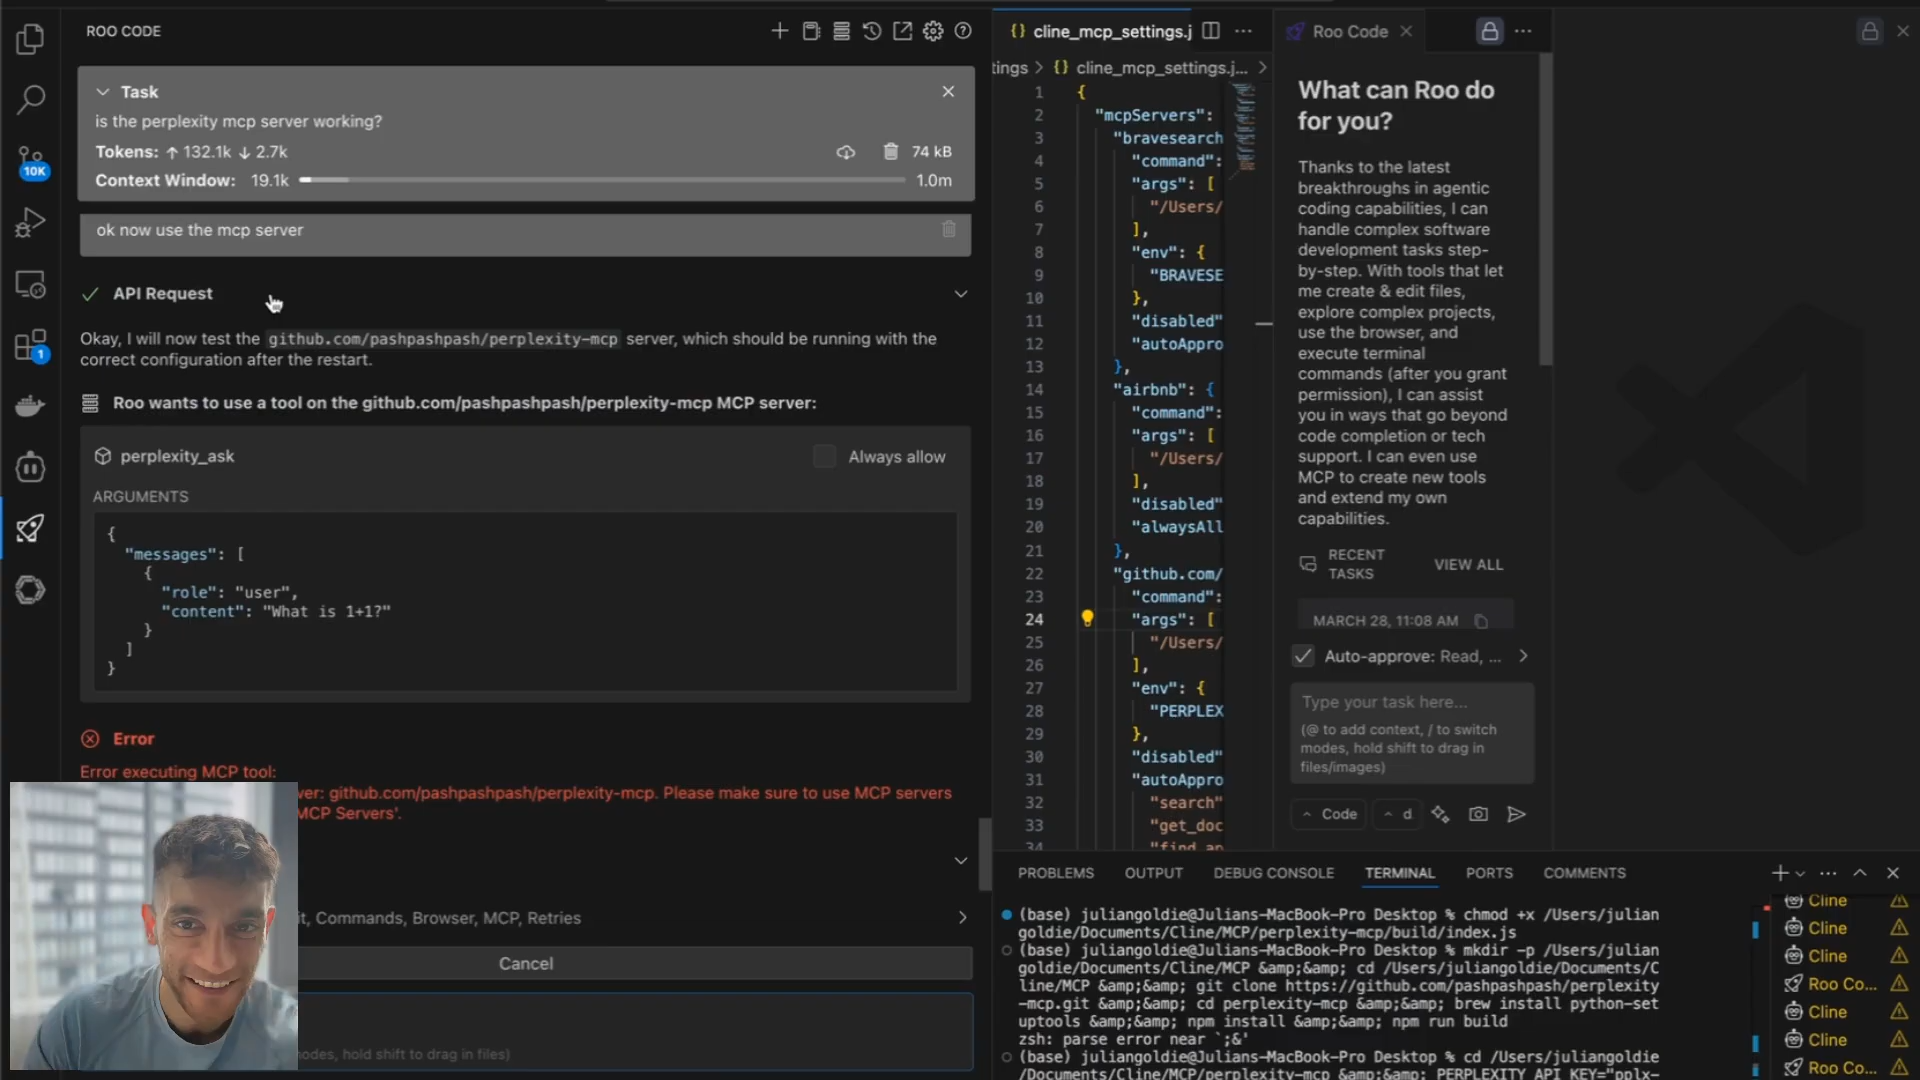 ROO CODE
Task
is the perplexity mcp server working?
Tokens: ↑ 132.1k ↓ 2.7k
74 kB
Context Window: 19.1k
1.0m
ok now use the mcp server
API Request
Okay, I will now test the github.com/pashpashpash/perplexity-mcp server, which should be running with the
correct configuration after the restart.
Roo wants to use a tool on the github.com/pashpashpash/perplexity-mcp MCP server:
perplexity_ask
Always allow
ARGUMENTS
{
"messages": [
{
"role": "user",
"content": "What is 1+1?"
}
]
}
Error
Error executing MCP tool:
ver: github.com/pashpashpash/perplexity-mcp. Please make sure to use MCP servers
MCP Servers'.
it, Commands, Browser, MCP, Retries
Cancel
odes, hold shift to drag in files)
10K
1
cline_mcp_settings.j
tings > {} cline_mcp_settings.j... >
1 {
2 "mcpServers":
3 "bravesearch
4 "command":
5 "args": [
6 "/Users/
7 ],
8 "env": {
9 "BRAVESE
10 },
11 "disabled"
12 "autoAppro
13 },
14 "airbnb": {
15 "command":
16 "args": [
17 "/Users/
18 ],
19 "disabled"
20 "alwaysAll
21 },
22 "github.com/
23 "command":
24 "args": [
25 "/Users/
26 ],
27 "env": {
28 "PERPLEX
29 },
30 "disabled"
31 "autoAppro
32 "search"
33 "get_doc
34 "find_ap
Roo Code
What can Roo do
for you?
Thanks to the latest
breakthroughs in agentic
coding capabilities, I can
handle complex software
development tasks step-
by-step. With tools that let
me create & edit files,
explore complex projects,
use the browser, and
execute terminal
commands (after you grant
permission), I can assist
you in ways that go beyond
code completion or tech
support. I can even use
MCP to create new tools
and extend my own
capabilities.
RECENT
TASKS
VIEW ALL
MARCH 28, 11:08 AM
Auto-approve: Read, ...
Type your task here...
(@ to add context, / to switch
modes, hold shift to drag in
files/images)
Code
d
PROBLEMS
OUTPUT
DEBUG CONSOLE
TERMINAL
PORTS
COMMENTS
(base) juliangoldie@Julians-MacBook-Pro Desktop % chmod +x /Users/julian
goldie/Documents/Cline/MCP/perplexity-mcp/build/index.js
(base) juliangoldie@Julians-MacBook-Pro Desktop % mkdir -p /Users/julian
goldie/Documents/Cline/MCP &amp;&amp; cd /Users/juliangoldie/Documents/C
line/MCP &amp;&amp; git clone https://github.com/pashpashpash/perplexity
-mcp.git &amp;&amp; cd perplexity-mcp &amp;&amp; brew install python-set
uptools &amp;&amp; npm install &amp;&amp; npm run build
zsh: parse error near `;&'
(base) juliangoldie@Julians-MacBook-Pro Desktop % cd /Users/juliangoldie
/Documents/Cline/MCP/perplexity-mcp &amp;&amp; PERPLEXITY_API_KEY="pplx-
Cline
Cline
Cline
Roo Co...
Cline
Cline
Roo Co...